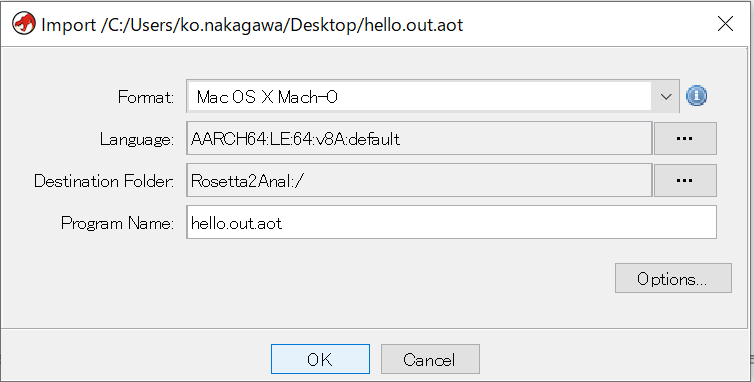 Import /C:/Users/ko.nakagawa/Desktop/hello.out.aot
Format: Mac OS X Mach-O
Language: AARCH64:LE:64:v8A:default ...
Destination Folder: Rosetta2Anal:/ ...
Program Name: hello.out.aot
Options...
OK Cancel